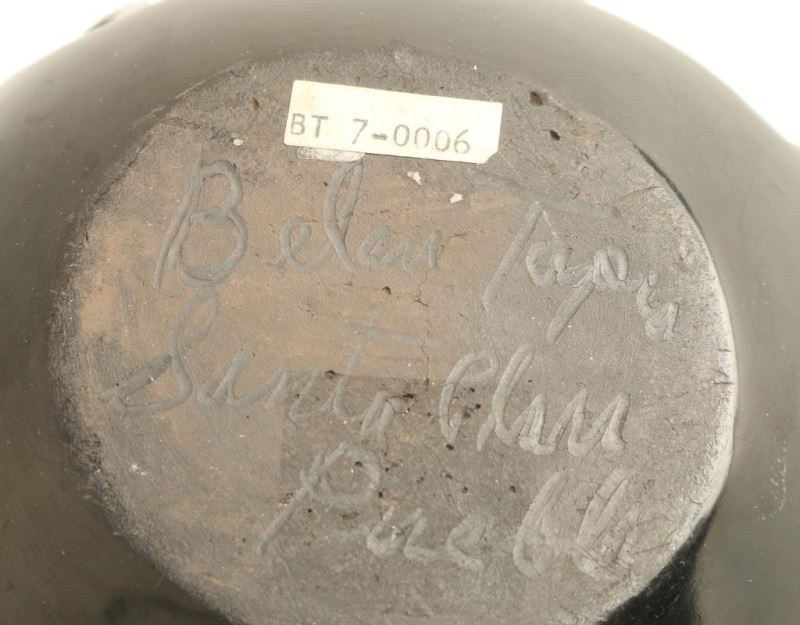 BT 7-0006
Belen Tapia
Santa Clara
Pueblo